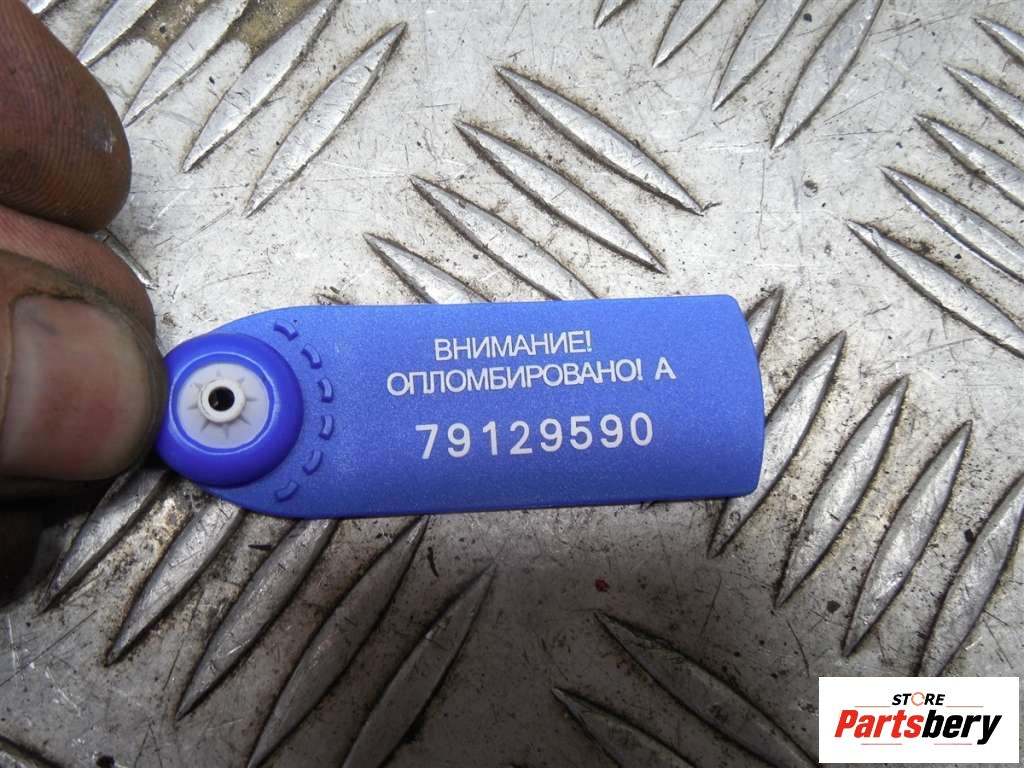 ВНИМАНИЕ!
ОПЛОМБИРОВАНО! А
79129590
STORE
Partsbery